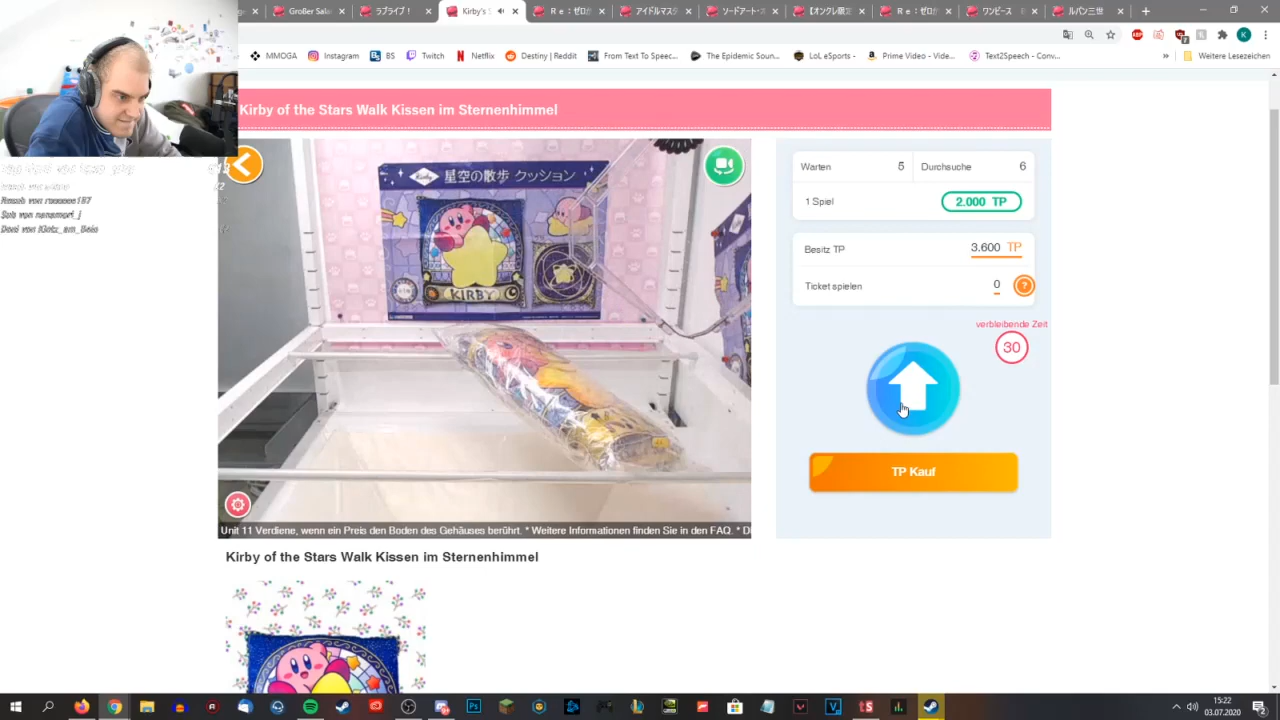 Großer Sale
ラブライブ！
Kirby's S
Ｒｅ：ゼロ
アイドルマス
ソードアート
【オンクレ限定
Ｒｅ：ゼロ
ワンピース
ルパン三世
MMOGA
Instagram
BS
Twitch
Netflix
Destiny | Reddit
From Text To Speec...
The Epidemic Soun...
LoL eSports -
Prime Video - Vide...
Text2Speech - Conv...
Weitere Lesezeichen
Kirby of the Stars Walk Kissen im Sternenhimmel
Kirby 星空の散歩 クッション
KIRBY
Warten 5
Durchsuche 6
1 Spiel 2.000 TP
Besitz TP 3.600 TP
Ticket spielen 0 ?
verbleibende Zeit
30
TP Kauf
Unit 11 Verdiene, wenn ein Preis den Boden des Gehäuses berührt. * Weitere Informationen finden Sie in den FAQ. *
Kirby of the Stars Walk Kissen im Sternenhimmel
15:22
03.07.2020